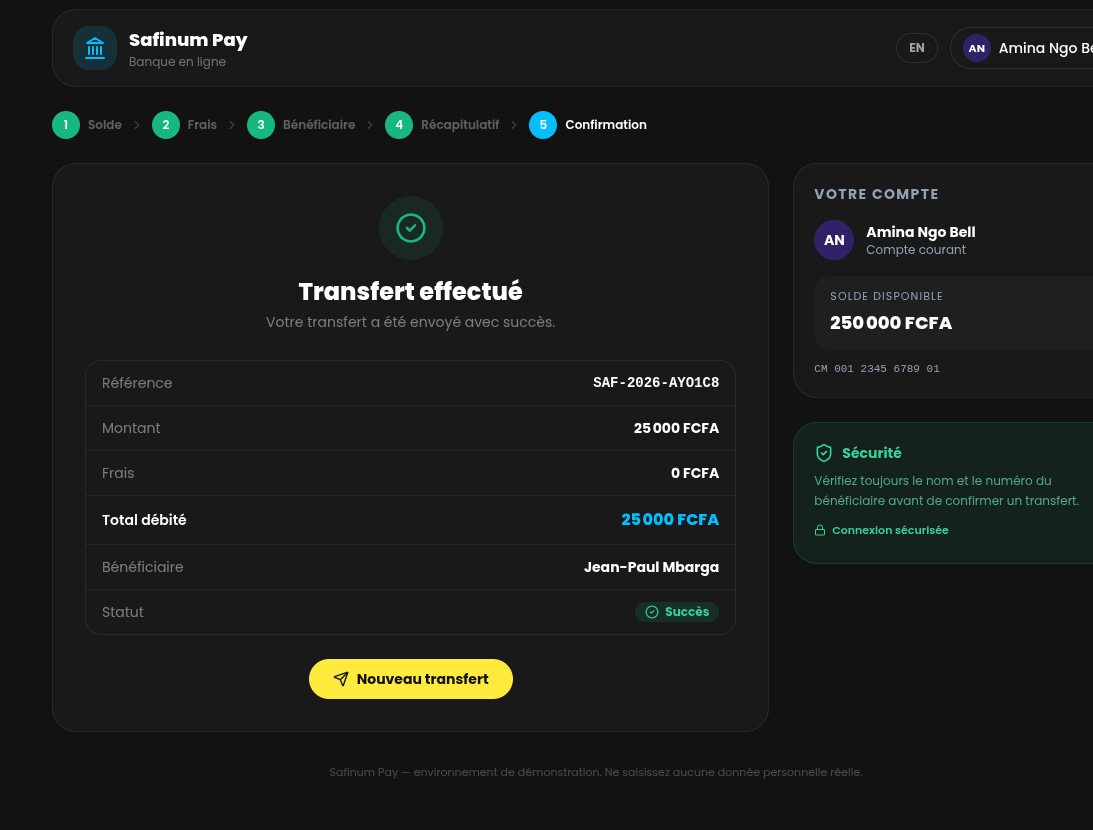 Safinum Pay
Banque en ligne
EN
AN
Amina Ngo Be
1 Solde
2 Frais
3 Bénéficiaire
4 Récapitulatif
5 Confirmation
Transfert effectué
Votre transfert a été envoyé avec succès.
Référence SAF-2026-AYO1C8
Montant 25 000 FCFA
Frais 0 FCFA
Total débité 25 000 FCFA
Bénéficiaire Jean-Paul Mbarga
Statut Succès
Nouveau transfert
VOTRE COMPTE
AN
Amina Ngo Bell
Compte courant
SOLDE DISPONIBLE
250 000 FCFA
CM 001 2345 6789 01
Sécurité
Vérifiez toujours le nom et le numéro du
bénéficiaire avant de confirmer un transfert.
Connexion sécurisée
Safinum Pay — environnement de démonstration. Ne saisissez aucune donnée personnelle réelle.